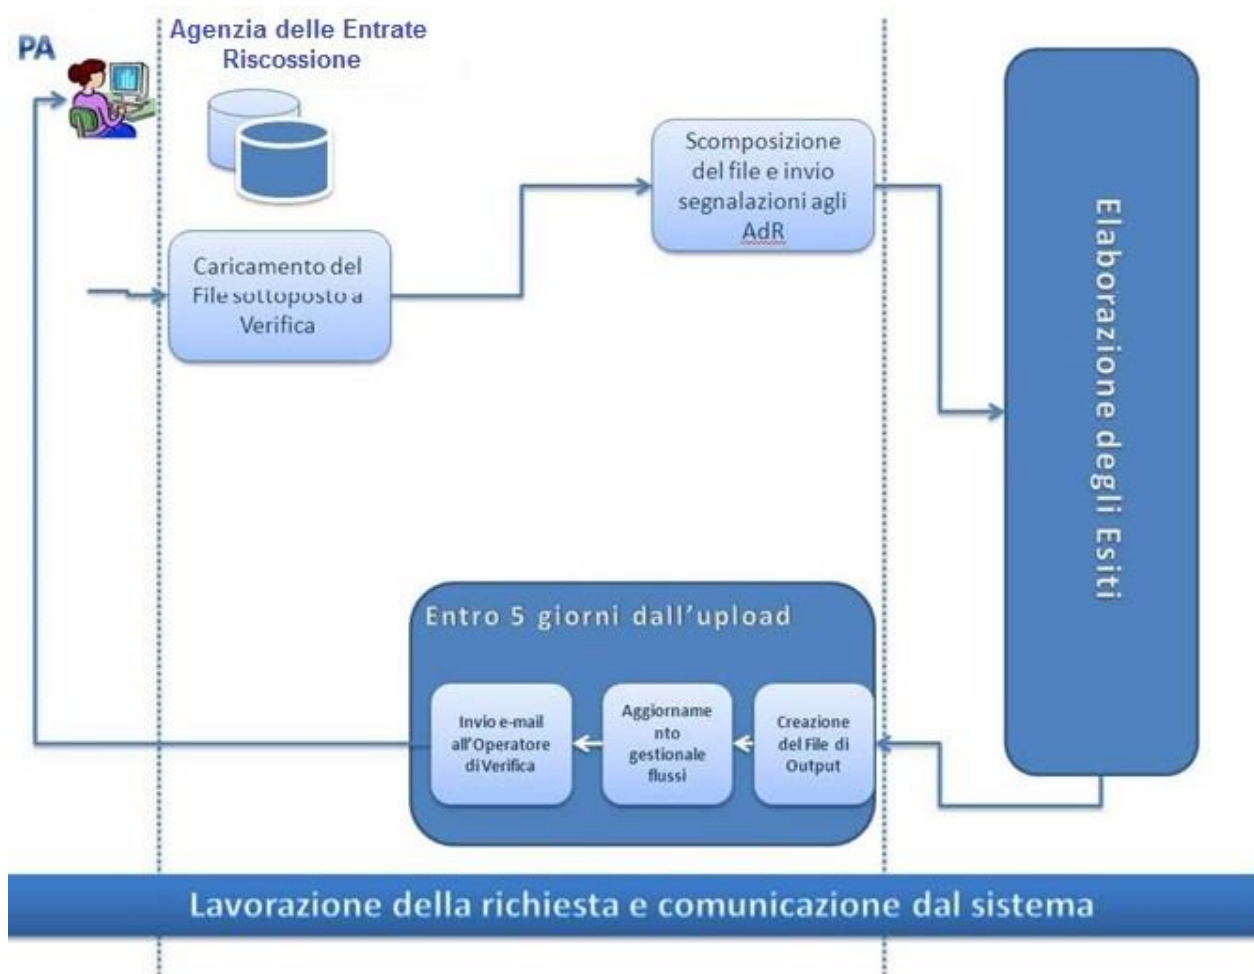 PA
Agenzia delle Entrate
Riscossione
Scomposizione
del file e invio
segnalazioni agli
AdR
Caricamento del
File sottoposto a
Verifica
Elaborazione degli Esiti
Entro 5 giorni dall'upload
Invio e-mail
all'Operatore
di Verifica
Aggiorname
nto
gestionale
flussi
Creazione
del File di
Output
Lavorazione della richiesta e comunicazione dal sistema